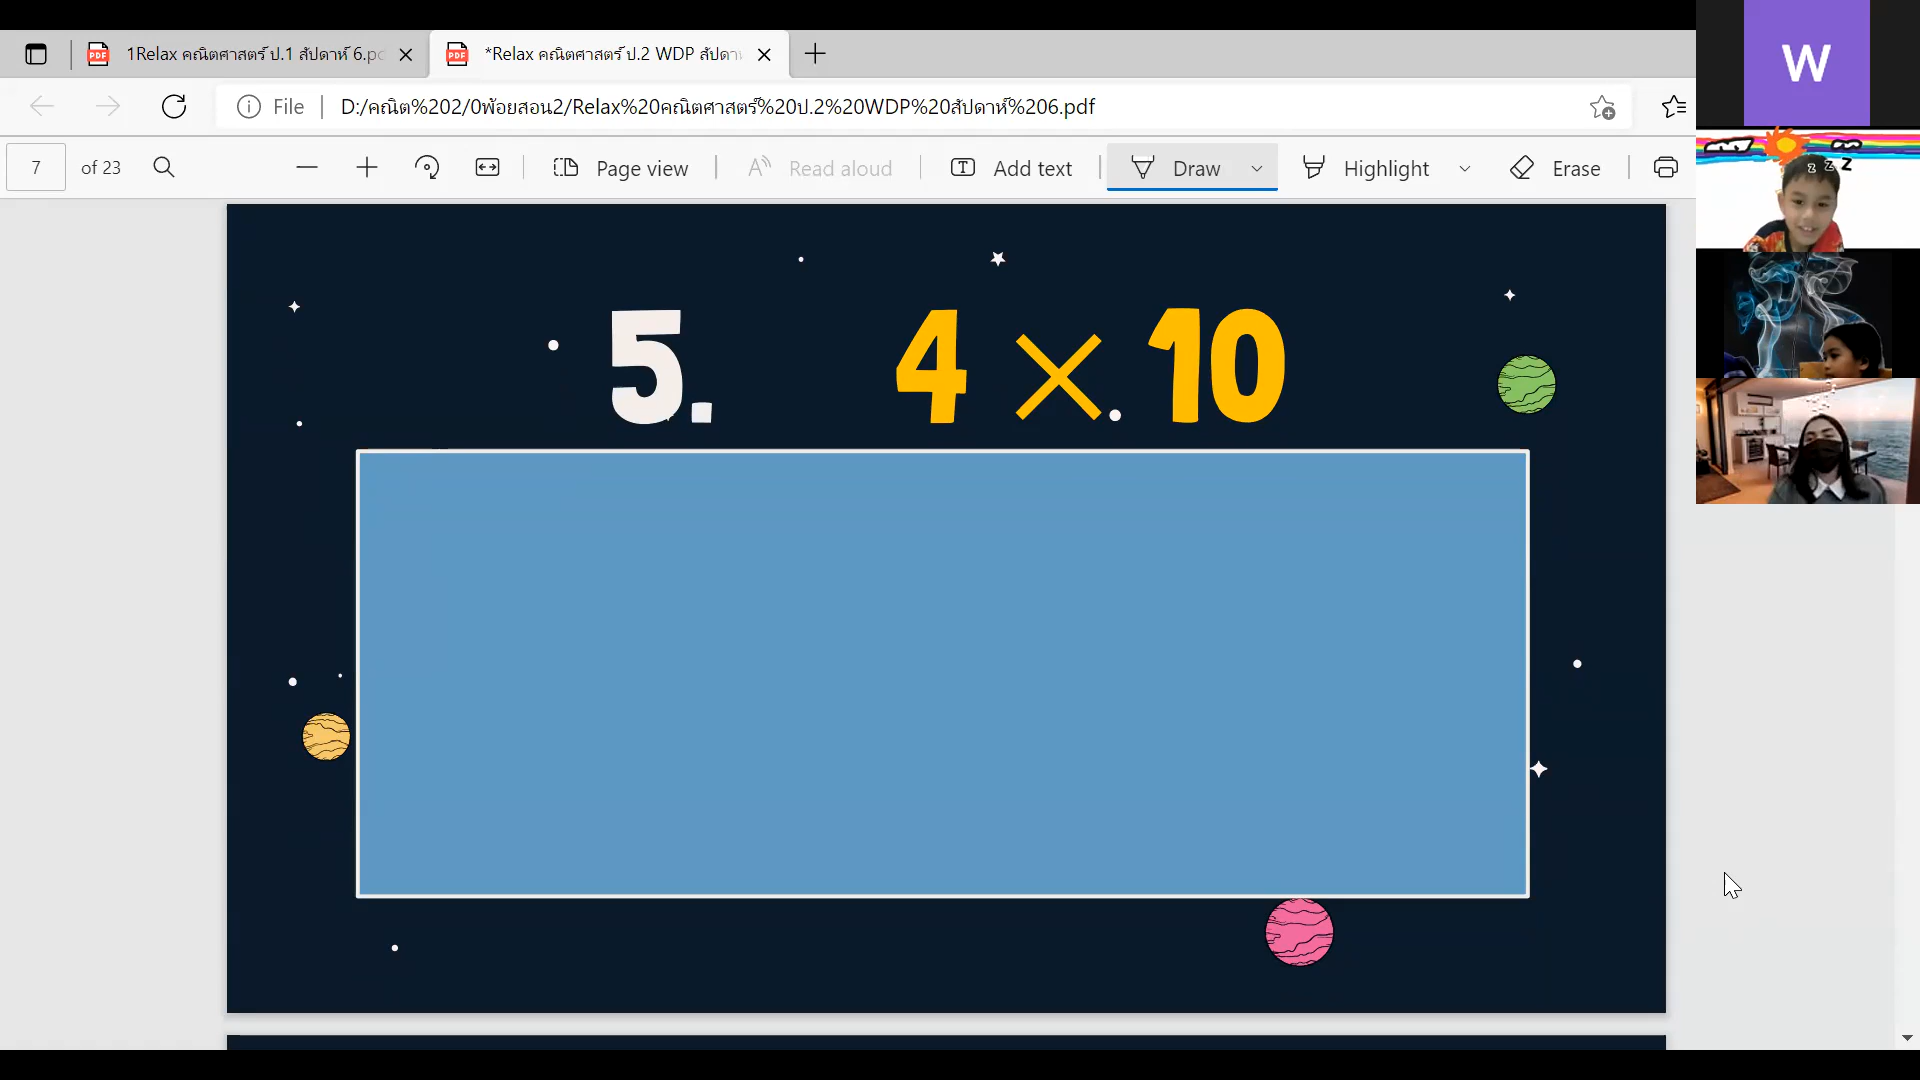 1Relax คณิตศาสตร์ ป.1 สัปดาห์ 6.pd
*Relax คณิตศาสตร์ ป.2 WDP สัปดา
File
D:/คณิต%202/0พ้อยสอน2/Relax%20คณิตศาสตร์%20ป.2%20WDP%20สัปดาห์%206.pdf
7 of 23
Page view
Read aloud
Add text
Draw
Highlight
Erase
W
z z z
5. 4 × 10